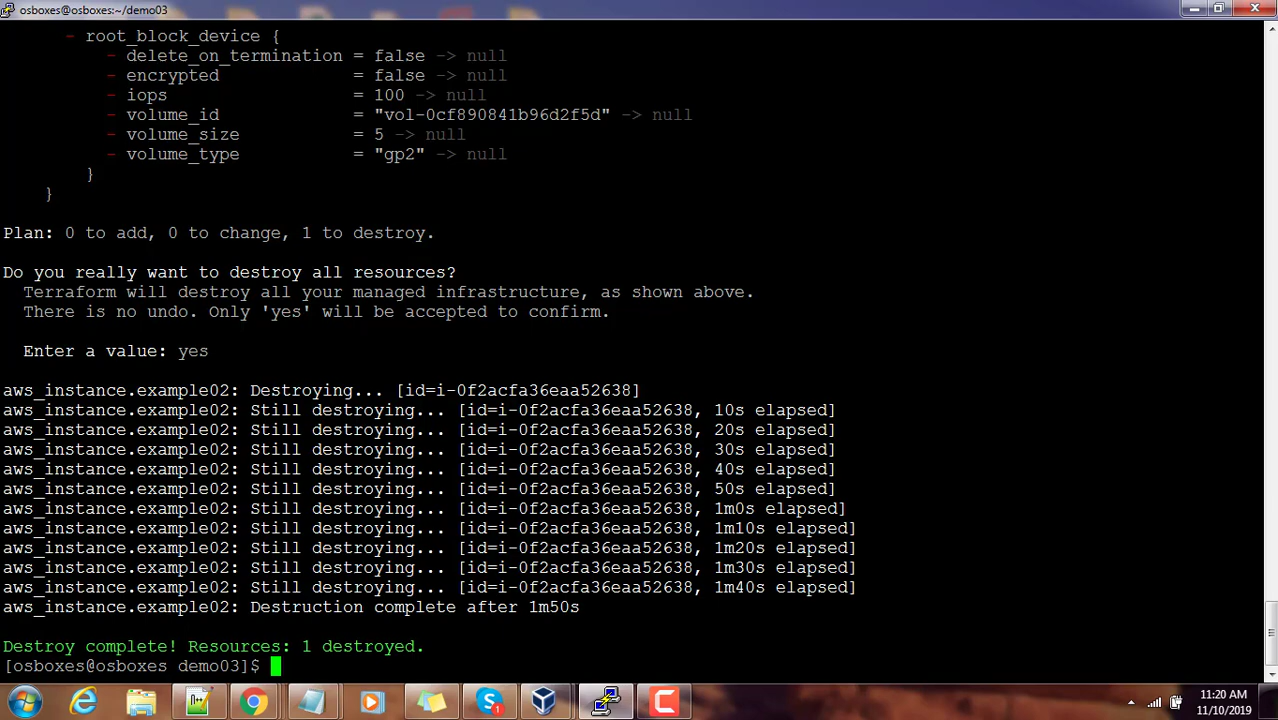 osboxes@osboxes:~/demo03
- root_block_device {
- delete_on_termination = false -> null
- encrypted = false -> null
- iops = 100 -> null
- volume_id = "vol-0cf890841b96d2f5d" -> null
- volume_size = 5 -> null
- volume_type = "gp2" -> null
}
}
Plan: 0 to add, 0 to change, 1 to destroy.
Do you really want to destroy all resources?
Terraform will destroy all your managed infrastructure, as shown above.
There is no undo. Only 'yes' will be accepted to confirm.
Enter a value: yes
aws_instance.example02: Destroying... [id=i-0f2acfa36eaa52638]
aws_instance.example02: Still destroying... [id=i-0f2acfa36eaa52638, 10s elapsed]
aws_instance.example02: Still destroying... [id=i-0f2acfa36eaa52638, 20s elapsed]
aws_instance.example02: Still destroying... [id=i-0f2acfa36eaa52638, 30s elapsed]
aws_instance.example02: Still destroying... [id=i-0f2acfa36eaa52638, 40s elapsed]
aws_instance.example02: Still destroying... [id=i-0f2acfa36eaa52638, 50s elapsed]
aws_instance.example02: Still destroying... [id=i-0f2acfa36eaa52638, 1m0s elapsed]
aws_instance.example02: Still destroying... [id=i-0f2acfa36eaa52638, 1m10s elapsed]
aws_instance.example02: Still destroying... [id=i-0f2acfa36eaa52638, 1m20s elapsed]
aws_instance.example02: Still destroying... [id=i-0f2acfa36eaa52638, 1m30s elapsed]
aws_instance.example02: Still destroying... [id=i-0f2acfa36eaa52638, 1m40s elapsed]
aws_instance.example02: Destruction complete after 1m50s
Destroy complete! Resources: 1 destroyed.
[osboxes@osboxes demo03]$
11:20 AM
11/10/2019